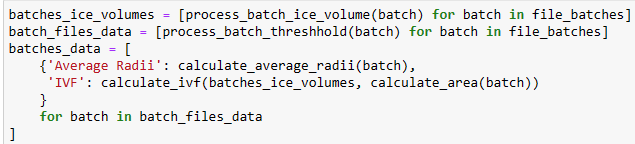 batches_ice_volumes = [process_batch_ice_volume(batch) for batch in file_batches]
batch_files_data = [process_batch_threshhold(batch) for batch in file_batches]
batches_data = [
    {'Average Radii': calculate_average_radii(batch),
     'IVF': calculate_ivf(batches_ice_volumes, calculate_area(batch))
    }
    for batch in batch_files_data
]